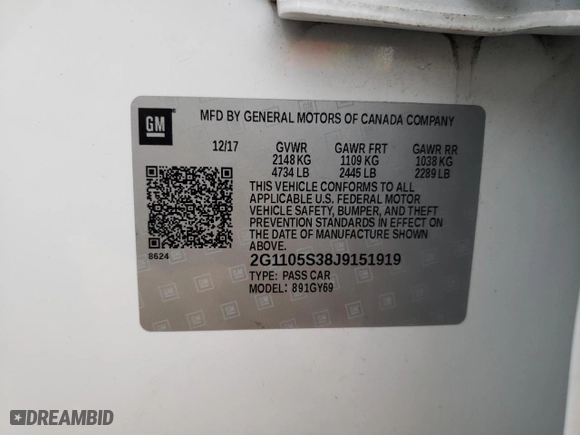 GM
MFD BY GENERAL MOTORS OF CANADA COMPANY
12/17 GVWR GAWR FRT GAWR RR
2148 KG 1109 KG 1038 KG
4734 LB 2445 LB 2289 LB
THIS VEHICLE CONFORMS TO ALL
APPLICABLE U.S. FEDERAL MOTOR
VEHICLE SAFETY, BUMPER, AND THEFT
PREVENTION STANDARDS IN EFFECT ON
THE DATE OF MANUFACTURE SHOWN
ABOVE.
8624
2G1105S38J9151919
TYPE: PASS CAR
MODEL: 891GY69
DREAMBID